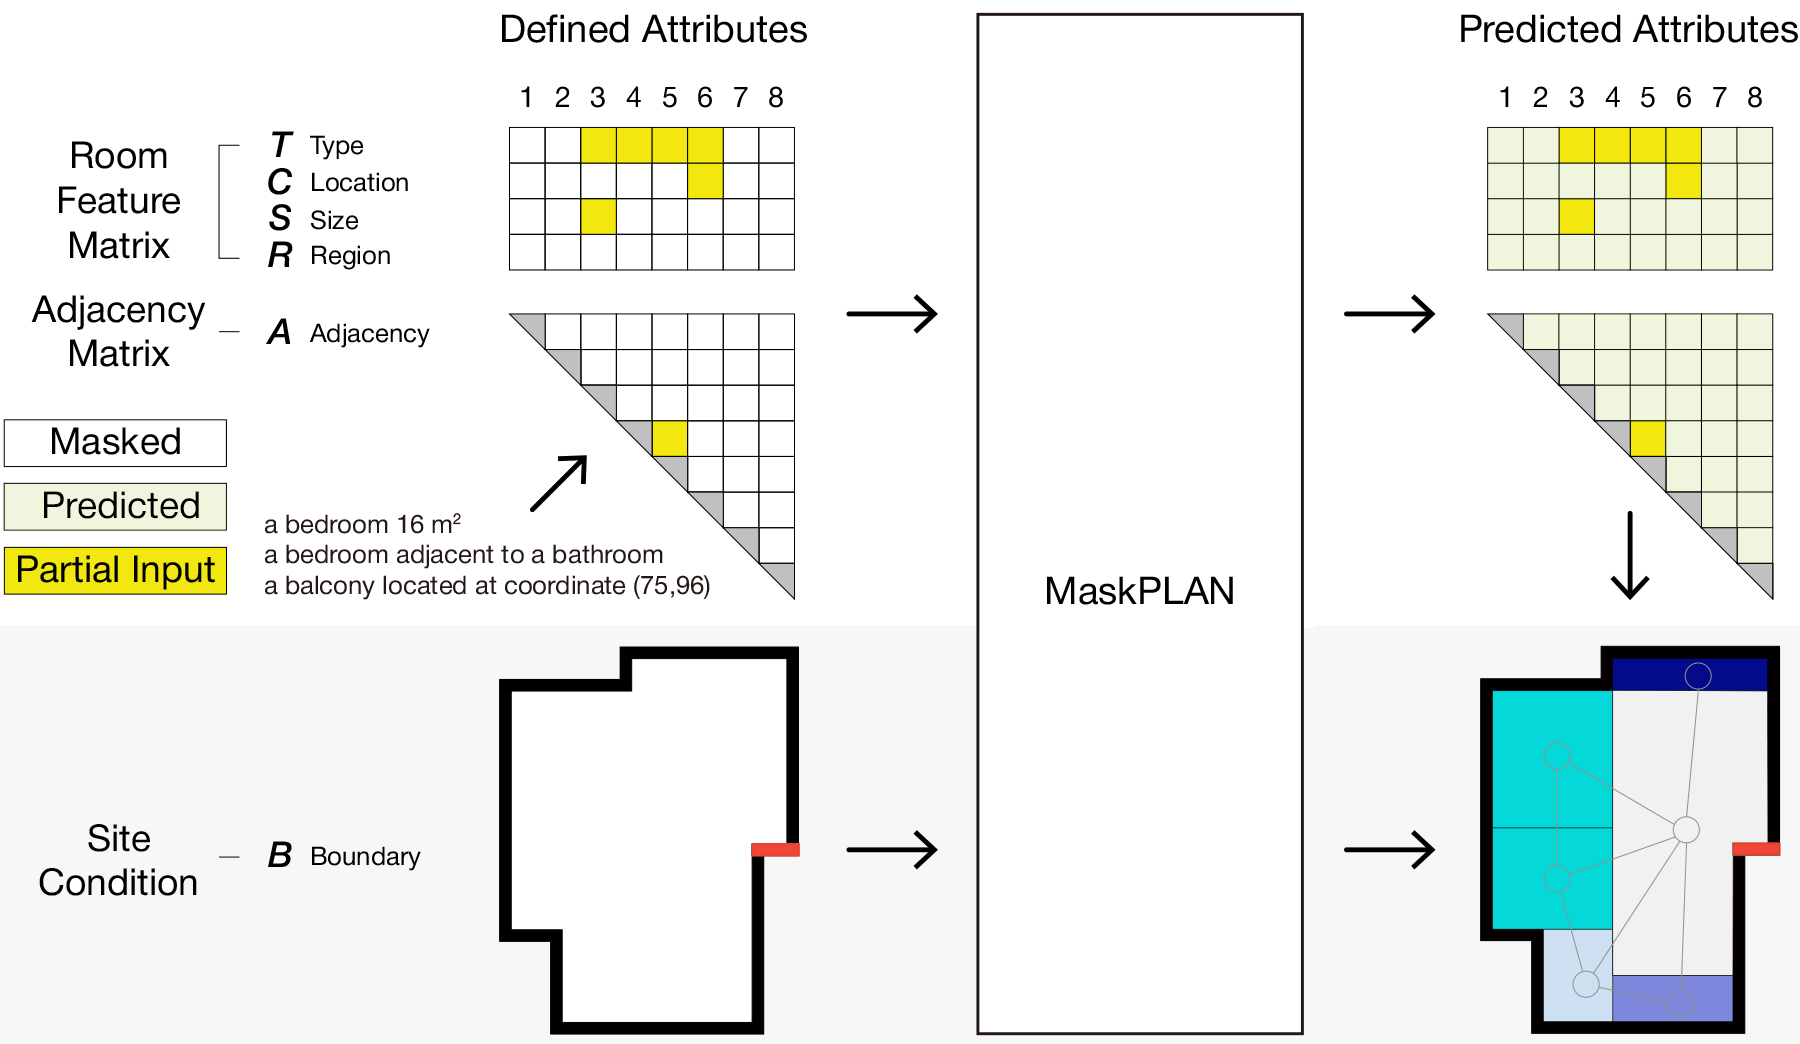 Defined Attributes
Predicted Attributes
1 2 3 4 5 6 7 8
1 2 3 4 5 6 7 8
Room
Feature
Matrix
T Type
C Location
S Size
R Region
Adjacency
Matrix
A Adjacency
Masked
Predicted
Partial Input
a bedroom 16 m²
a bedroom adjacent to a bathroom
a balcony located at coordinate (75,96)
MaskPLAN
Site
Condition
B Boundary